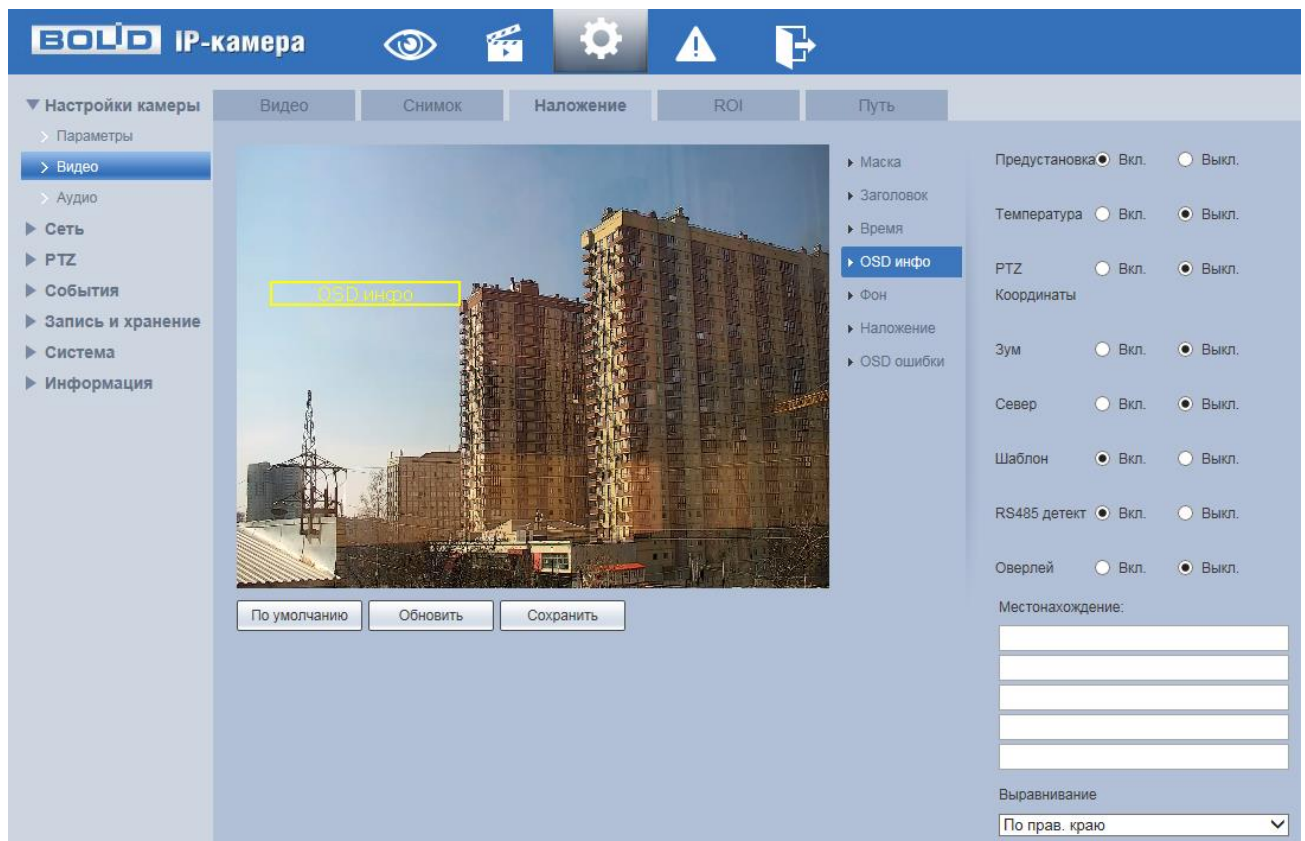 BOLID IP-камера
Настройки камеры
Параметры
Видео
Аудио
Сеть
PTZ
События
Запись и хранение
Система
Информация
Видео Снимок Наложение ROI Путь
OSD инфо
По умолчанию Обновить Сохранить
Маска
Заголовок
Время
OSD инфо
Фон
Наложение
OSD ошибки
Предустановка Вкл. Выкл.
Температура Вкл. Выкл.
PTZ Вкл. Выкл.
Координаты
Зум Вкл. Выкл.
Север Вкл. Выкл.
Шаблон Вкл. Выкл.
RS485 детект Вкл. Выкл.
Оверлей Вкл. Выкл.
Местонахождение:
Выравнивание
По прав. краю